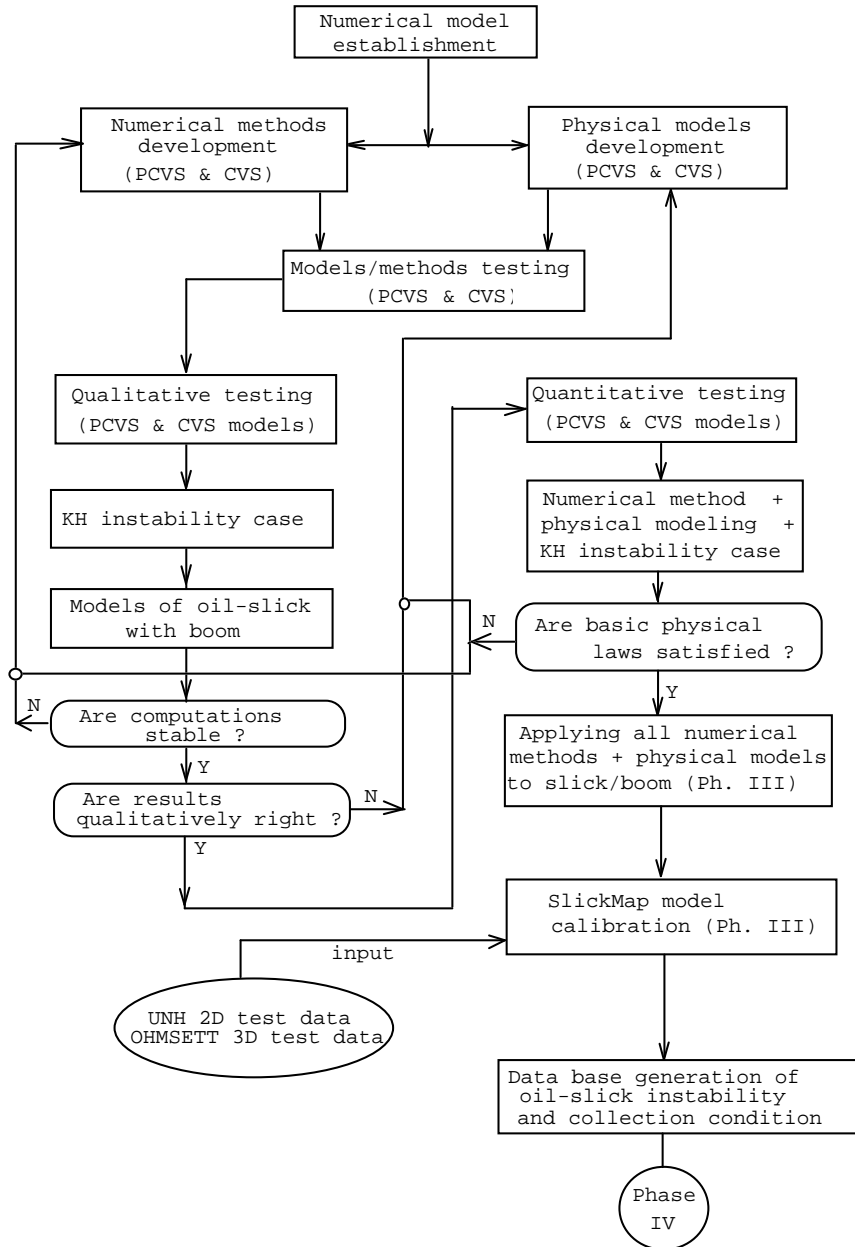 Numerical model
establishment
Numerical methods
development
(PCVS & CVS)
Physical models
development
(PCVS & CVS)
Models/methods testing
(PCVS & CVS)
Qualitative testing
(PCVS & CVS models)
Quantitative testing
(PCVS & CVS models)
KH instability case
Numerical method +
physical modeling +
KH instability case
Models of oil-slick
with boom
N
Are basic physical
laws satisfied ?
Y
N
Are computations
stable ?
Y
Applying all numerical
methods + physical models
to slick/boom (Ph. III)
Are results
qualitatively right ?
N
Y
SlickMap model
calibration (Ph. III)
input
UNH 2D test data
OHMSETT 3D test data
Data base generation of
oil-slick instability
and collection condition
Phase
IV